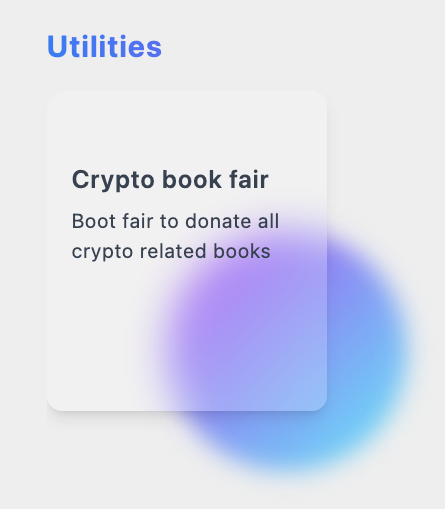 Utilities
Crypto book fair
Boot fair to donate all
crypto related books